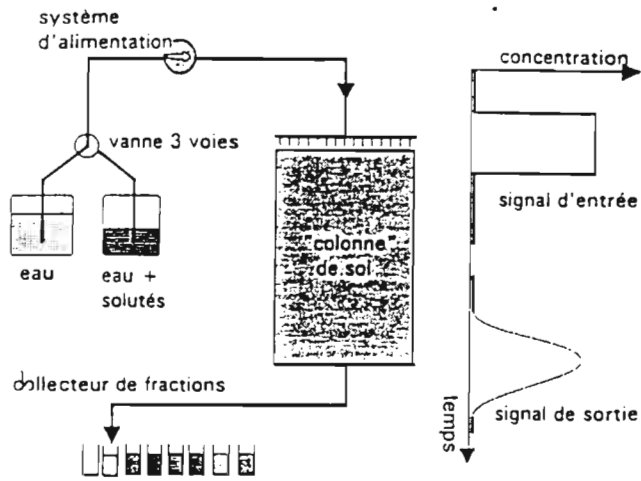 système
d'alimentation
concentration
vanne 3 voies
signal d'entrée
"colonne"
de sol
eau
eau +
solutés
collecteur de fractions
temps
signal de sortie